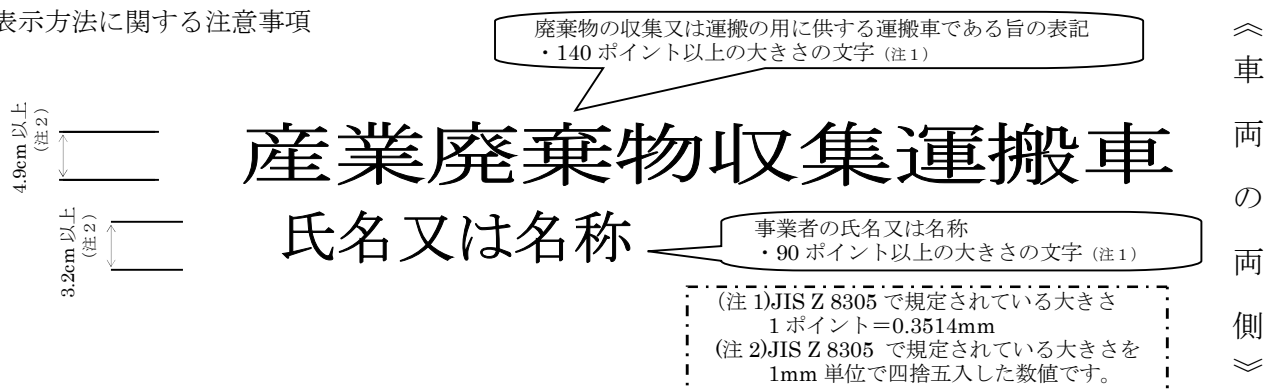 表示方法に関する注意事項
廃棄物の収集又は運搬の用に供する運搬車である旨の表記
・140 ポイント以上の大きさの文字（注１）
4.9cm 以上
（注２）
産業廃棄物収集運搬車
3.2cm 以上
（注２）
氏名又は名称
事業者の氏名又は名称
・90 ポイント以上の大きさの文字（注１）
(注 1)JIS Z 8305 で規定されている大きさ
1 ポイント＝0.3514mm
(注 2)JIS Z 8305 で規定されている大きさを
1mm 単位で四捨五入した数値です。
《車両の両側》